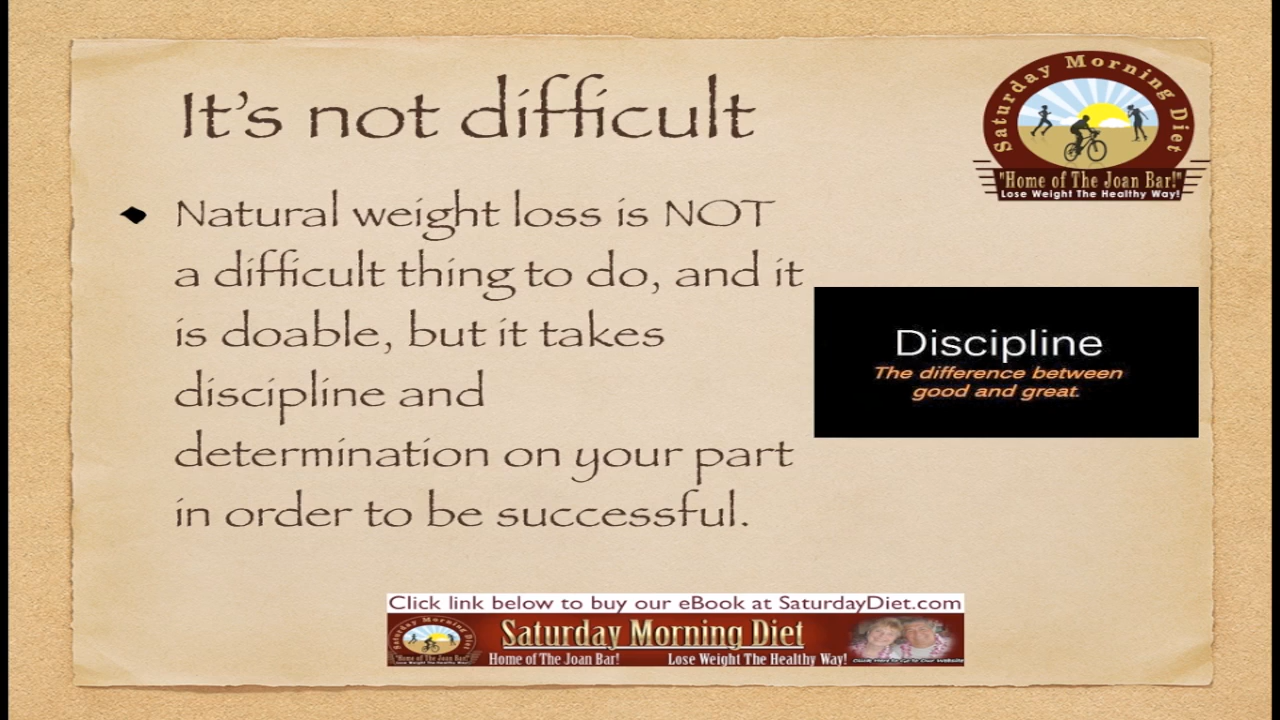 It's not difficult
Saturday Morning Diet
"Home of The Joan Bar!"
Lose Weight The Healthy Way!
Natural weight loss is NOT
a difficult thing to do, and it
is doable, but it takes
discipline and
determination on your part
in order to be successful.
Discipline
The difference between
good and great.
Click link below to buy our eBook at SaturdayDiet.com
Saturday Morning Diet
Home of The Joan Bar! Lose Weight The Healthy Way!